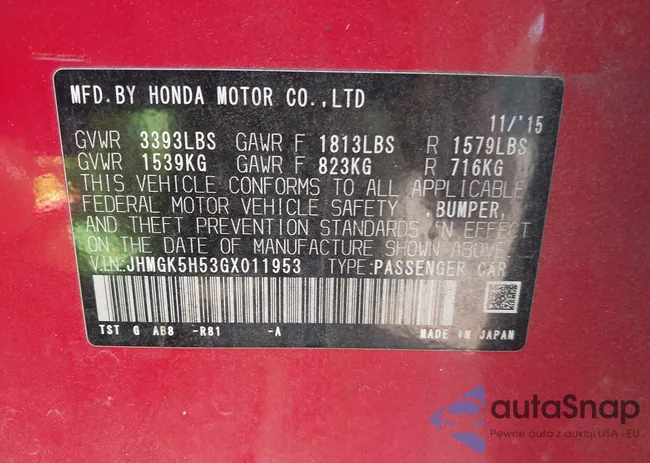 MFD.BY HONDA MOTOR CO.,LTD
11/'15
GVWR 3393LBS GAWR F 1813LBS R 1579LBS
GVWR 1539KG GAWR F 823KG R 716KG
THIS VEHICLE CONFORMS TO ALL APPLICABLE
FEDERAL MOTOR VEHICLE SAFETY, BUMPER,
AND THEFT PREVENTION STANDARDS IN EFFECT
ON THE DATE OF MANUFACTURE SHOWN ABOVE
V.I.N:JHMGK5H53GX011953 TYPE:PASSENGER CAR
TST G AB8 -R81 -A MADE IN JAPAN
autaSnap
Pewne auta z aukcji USA i EU